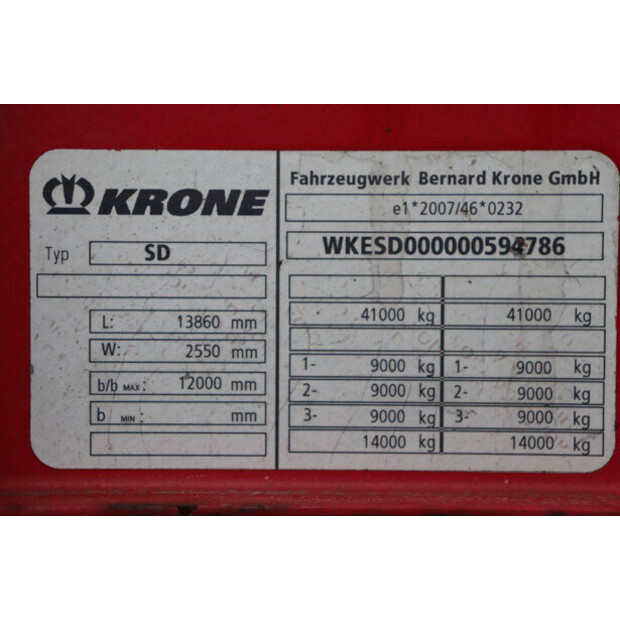 KRONE
Typ SD
L: 13860 mm
W: 2550 mm
b/b MAX: 12000 mm
b MIN: mm
Fahrzeugwerk Bernard Krone GmbH
e1*2007/46*0232
WKESD000000594786
41000 kg 41000 kg
1- 9000 kg 1- 9000 kg
2- 9000 kg 2- 9000 kg
3- 9000 kg 3- 9000 kg
14000 kg 14000 kg